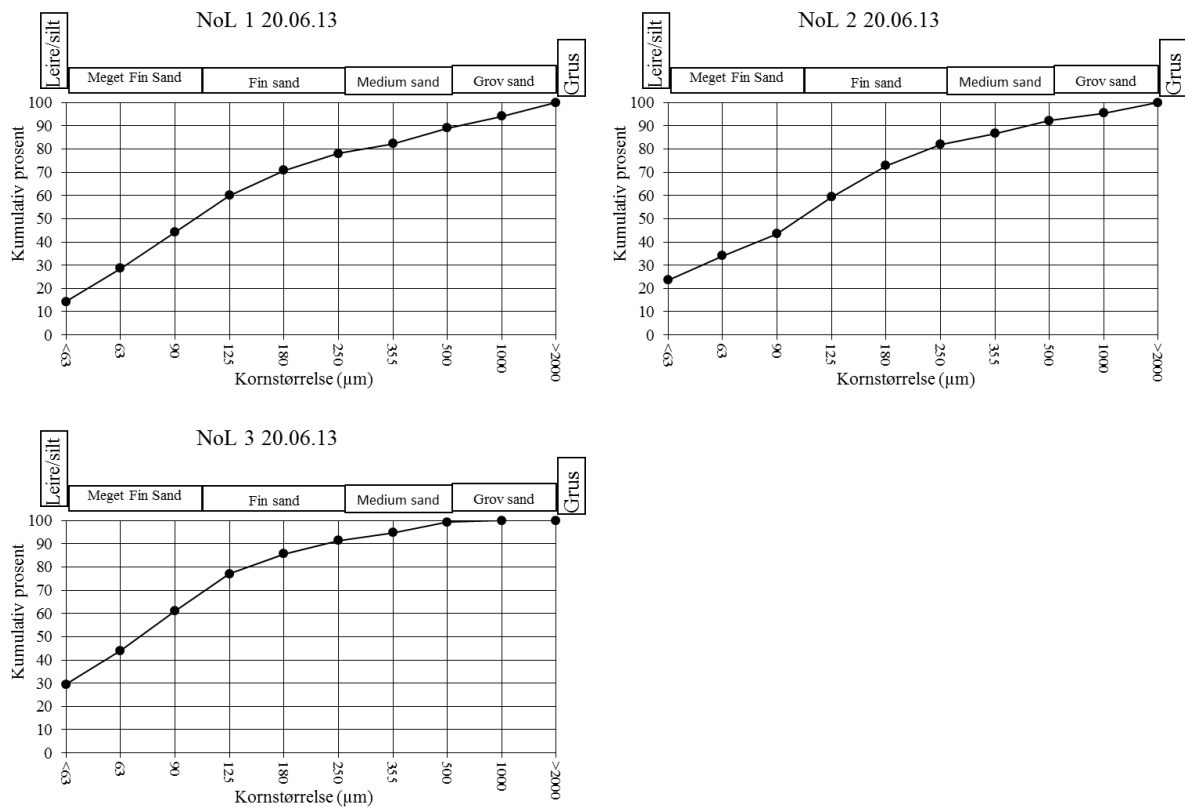 NoL 1 20.06.13
Leire/silt
Meget Fin Sand
Fin sand
Medium sand
Grov sand
Grus
Kumulativ prosent
100
90
80
70
60
50
40
30
20
10
0
<63
63
90
125
180
250
355
500
1000
>2000
Kornstørrelse (µm)
NoL 2 20.06.13
Leire/silt
Meget Fin Sand
Fin sand
Medium sand
Grov sand
Grus
Kumulativ prosent
100
90
80
70
60
50
40
30
20
10
0
<63
63
90
125
180
250
355
500
1000
>2000
Kornstørrelse (µm)
NoL 3 20.06.13
Leire/silt
Meget Fin Sand
Fin sand
Medium sand
Grov sand
Grus
Kumulativ prosent
100
90
80
70
60
50
40
30
20
10
0
<63
63
90
125
180
250
355
500
1000
>2000
Kornstørrelse (µm)